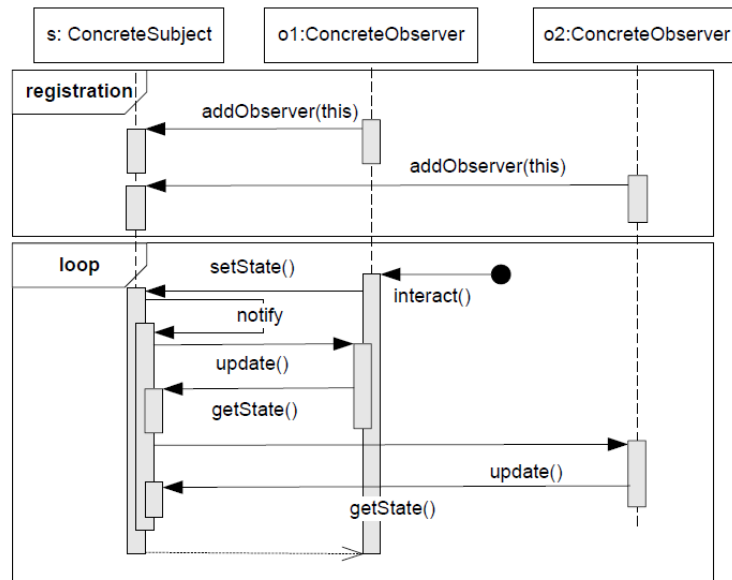 s: ConcreteSubject
o1:ConcreteObserver
o2:ConcreteObserver
registration
addObserver(this)
addObserver(this)
loop
setState()
interact()
notify
update()
getState()
update()
getState()